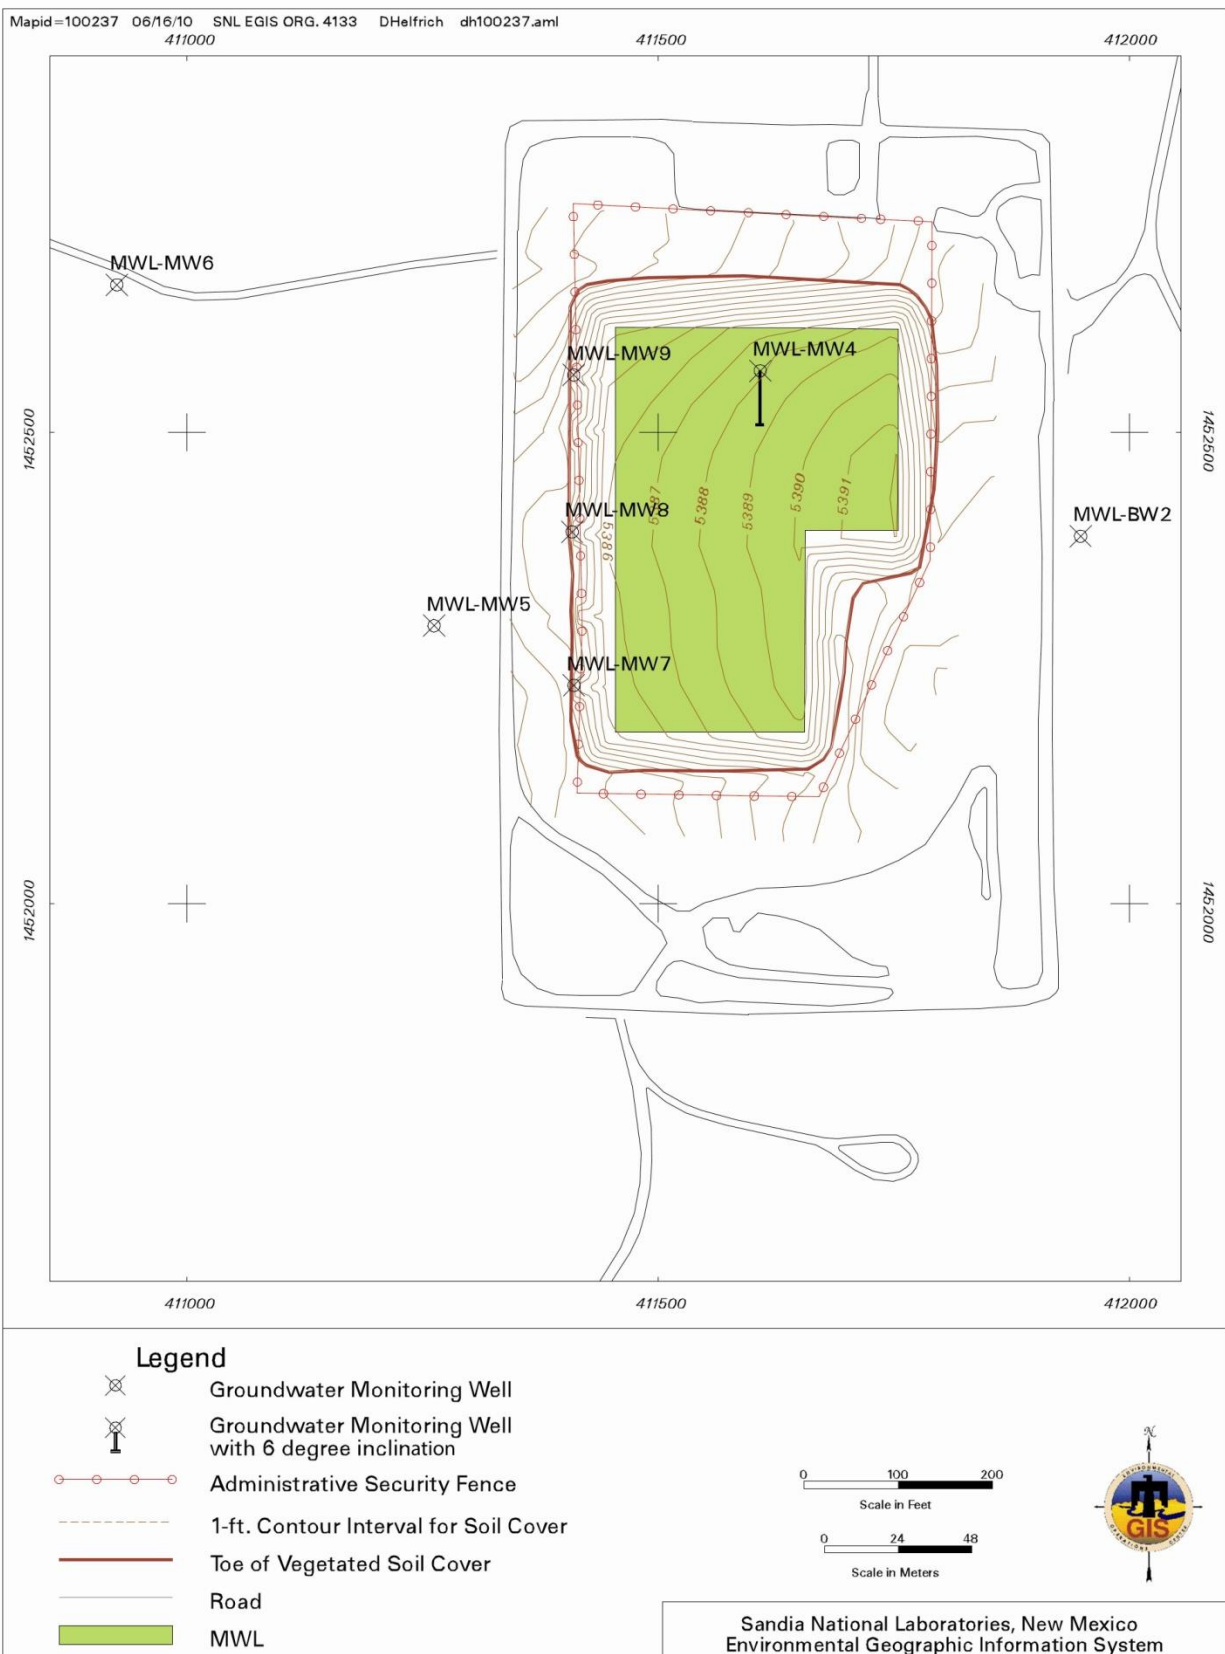 Mapid=100237 06/16/10 SNL EGIS ORG. 4133 DHelfrich dh100237.aml
411000 411500 412000
MWL-MW6
MWL-MW9 MWL-MW4
1452500 1452500
5386 5387 5388 5389 5390 5391
MWL-MW8 MWL-BW2
MWL-MW5
MWL-MW7
1452000 1452000
411000 411500 412000
Legend
Groundwater Monitoring Well
Groundwater Monitoring Well
with 6 degree inclination
Administrative Security Fence
1-ft. Contour Interval for Soil Cover
Toe of Vegetated Soil Cover
Road
MWL
0 100 200
Scale in Feet
0 24 48
Scale in Meters
N
ENVIRONMENTAL
GIS
OPERATIONS CENTER
Sandia National Laboratories, New Mexico
Environmental Geographic Information System